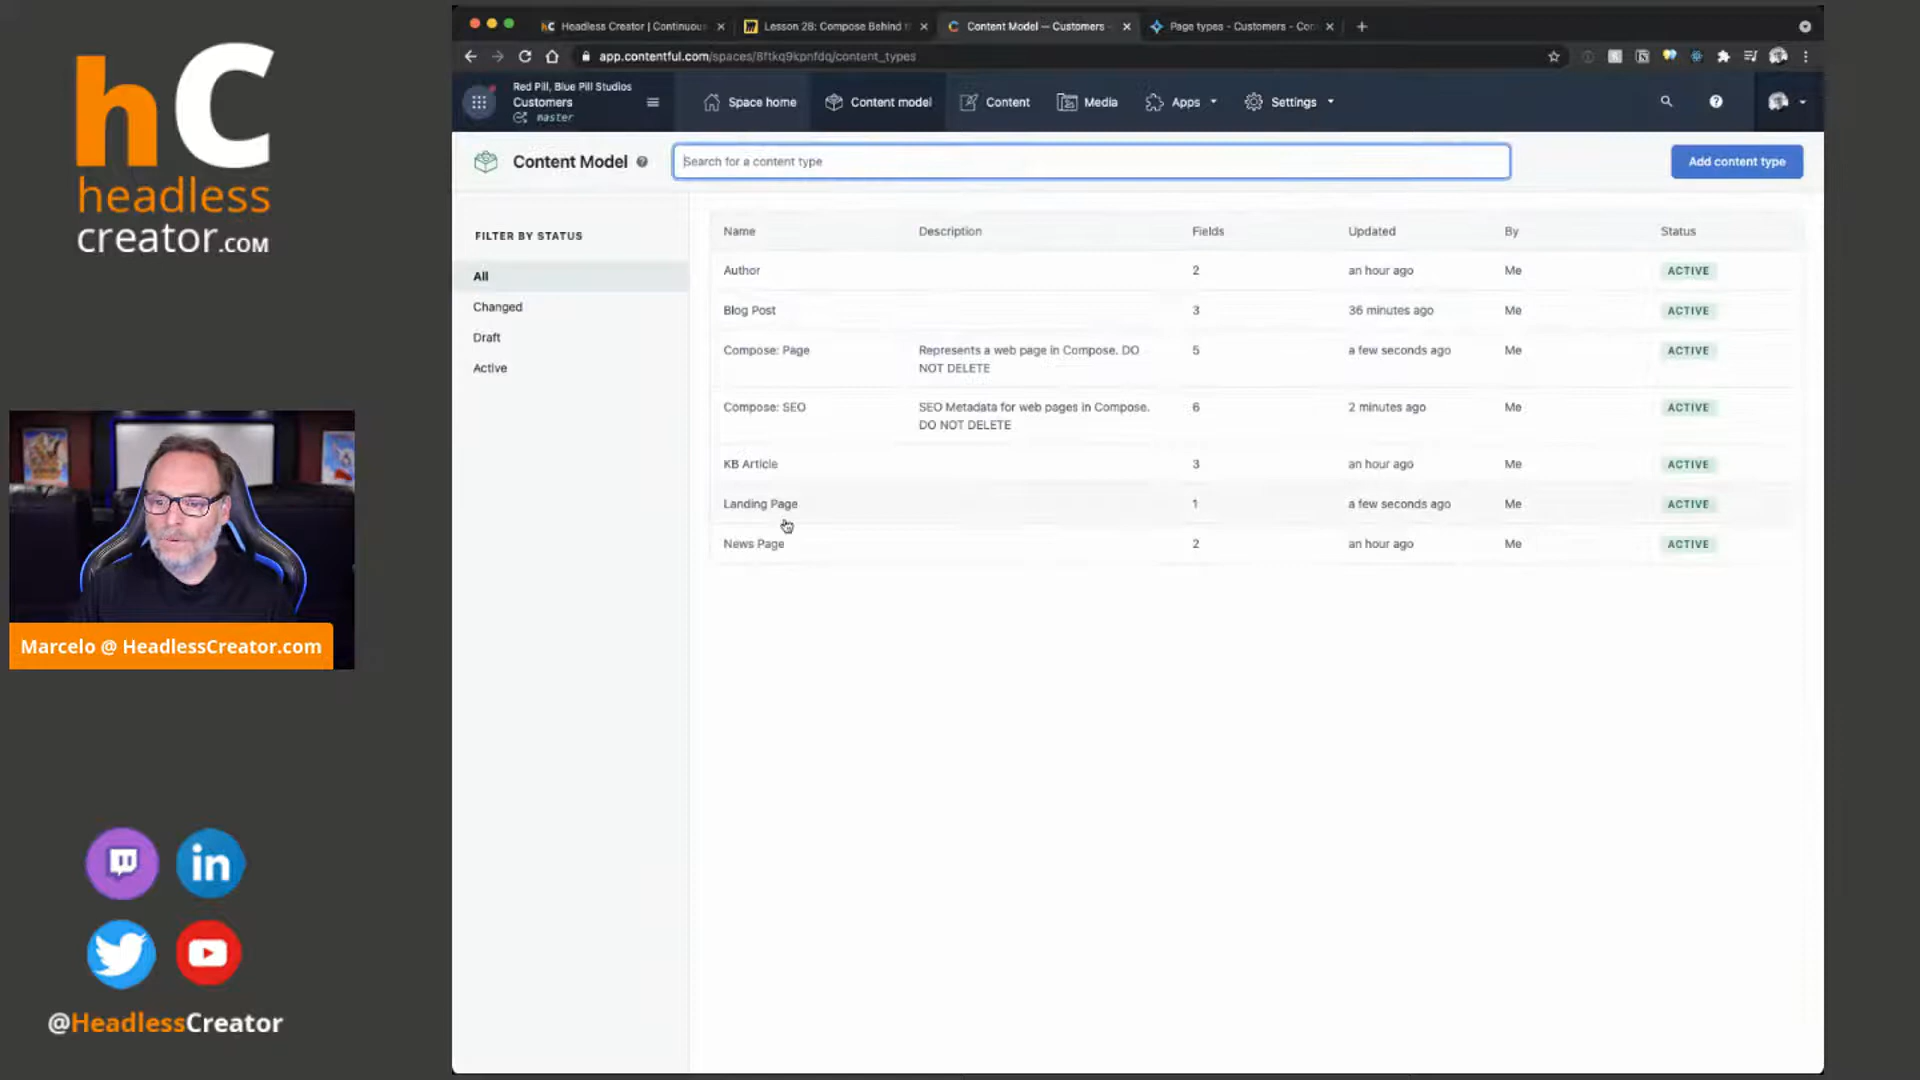 hC
headless
creator.COM
Marcelo @ HeadlessCreator.com
in
@HeadlessCreator
hC Headless Creator | Continuous
Lesson 28: Compose Behind t
Content Model — Customers -
Page types - Customers - Con
app.contentful.com/spaces/8ftkq9kpnfdq/content_types
Red Pill, Blue Pill Studios
Customers
master
Space home
Content model
Content
Media
Apps
Settings
Content Model
Search for a content type
Add content type
FILTER BY STATUS
All
Changed
Draft
Active
Name Description Fields Updated By Status
Author 2 an hour ago Me ACTIVE
Blog Post 3 36 minutes ago Me ACTIVE
Compose: Page Represents a web page in Compose. DO 5 a few seconds ago Me ACTIVE
NOT DELETE
Compose: SEO SEO Metadata for web pages in Compose. 6 2 minutes ago Me ACTIVE
DO NOT DELETE
KB Article 3 an hour ago Me ACTIVE
Landing Page 1 a few seconds ago Me ACTIVE
News Page 2 an hour ago Me ACTIVE